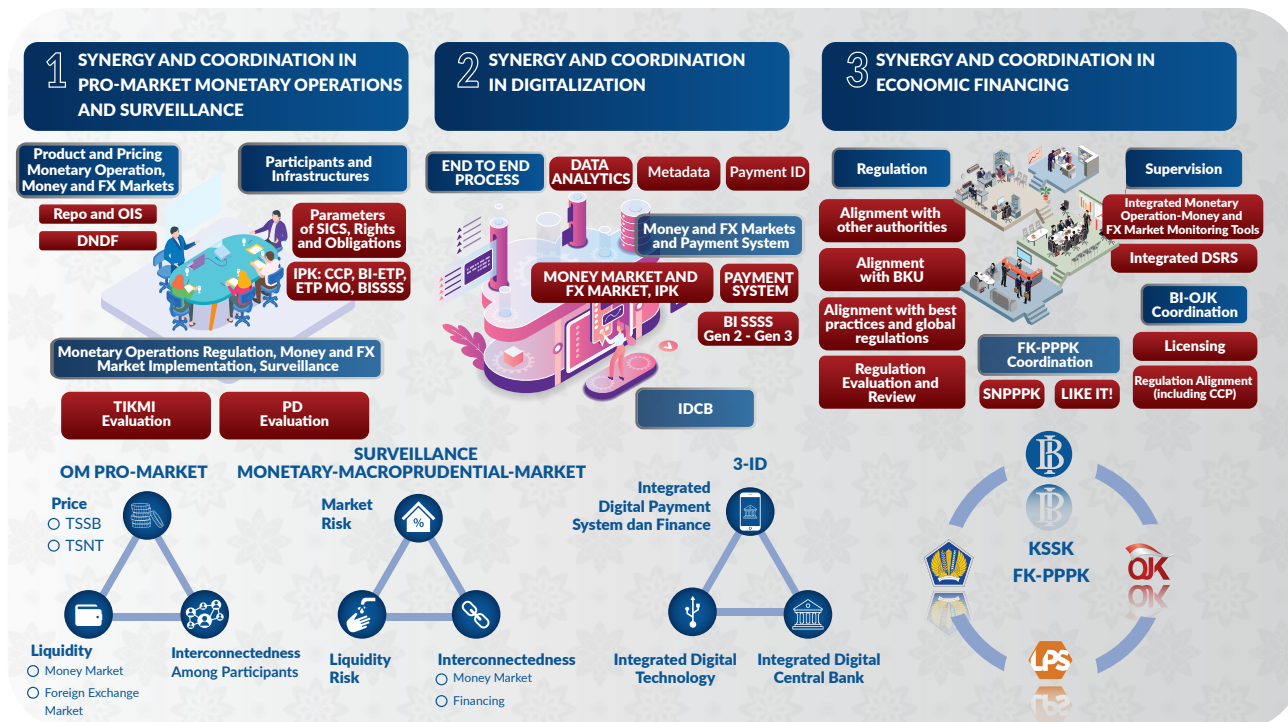 1
SYNERGY AND COORDINATION IN
PRO-MARKET MONETARY OPERATIONS
AND SURVEILLANCE
Product and Pricing
Monetary Operation,
Money and FX Markets
Repo and OIS
DNDF
Participants and
Infrastructures
Parameters
of SICS, Rights
and Obligations
IPK: CCP, BI-ETP,
ETP MO, BISSSS
Monetary Operations Regulation, Money and FX
Market Implementation, Surveillance
TIKMI
Evaluation
PD
Evaluation
OM PRO-MARKET
Price
TSSB
TSNT
Liquidity
Money Market
Foreign Exchange
Market
Interconnectedness
Among Participants
SURVEILLANCE
MONETARY-MACROPRUDENTIAL-MARKET
Market
Risk
%
Liquidity
Risk
Interconnectedness
Money Market
Financing
2
SYNERGY AND COORDINATION
IN DIGITALIZATION
END TO END
PROCESS
DATA
ANALYTICS
Metadata
Payment ID
Money and FX Markets
and Payment System
MONEY MARKET AND
FX MARKET, IPK
PAYMENT
SYSTEM
BI SSSS
Gen 2 - Gen 3
IDCB
3-ID
Integrated
Digital Payment
System dan Finance
Integrated Digital
Technology
Integrated Digital
Central Bank
3
SYNERGY AND COORDINATION IN
ECONOMIC FINANCING
Regulation
Alignment with
other authorities
Alignment
with BKU
Alignment with best
practices and global
regulations
Regulation
Evaluation and
Review
Supervision
Integrated Monetary
Operation-Money and
FX Market Monitoring Tools
Integrated DSRS
BI-OJK
Coordination
Licensing
Regulation Alignment
(including CCP)
FK-PPPK
Coordination
SNPPPK
LIKE IT!
KSSK
FK-PPPK
OJK
LPS